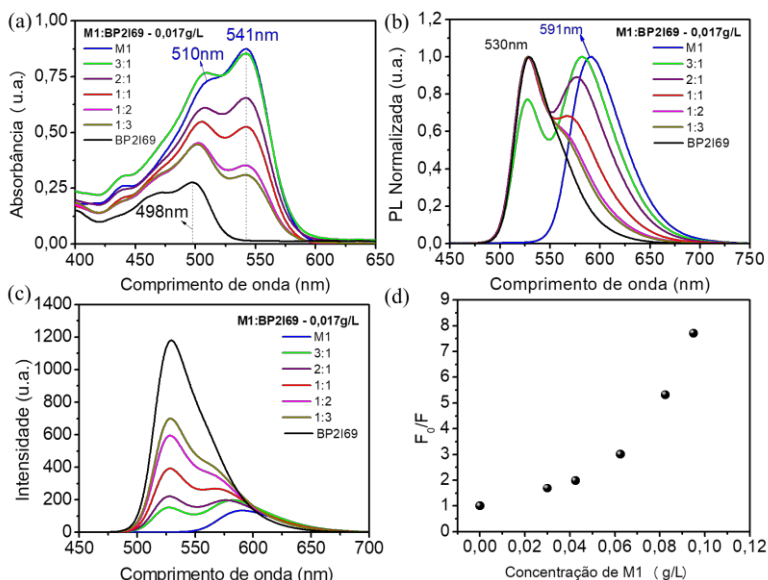 (a)
M1:BP2I69 - 0,017g/L
M1
3:1
2:1
1:1
1:2
1:3
BP2I69
510nm
541nm
498nm
1,00
0,75
0,50
0,25
0,00
Absorbância ( u.a.)
400 450 500 550 600 650
Comprimento de onda (nm)
(b)
530nm
591nm
M1:BP2I69 - 0,017g/L
M1
3:1
2:1
1:1
1:2
1:3
BP2I69
1,2
1,0
0,8
0,6
0,4
0,2
0,0
PL Normalizada (u.a.)
450 500 550 600 650 700 750
Comprimento de onda (nm)
(c)
M1:BP2I69 - 0,017g/L
M1
3:1
2:1
1:1
1:2
1:3
BP2I69
1400
1200
1000
800
600
400
200
0
Intensidade (u.a.)
450 500 550 600 650 700
Comprimento de onda (nm)
(d)
9
8
7
6
5
4
3
2
1
0
F0/F
0,00 0,02 0,04 0,06 0,08 0,10 0,12
Concentração de M1 ( g/L)